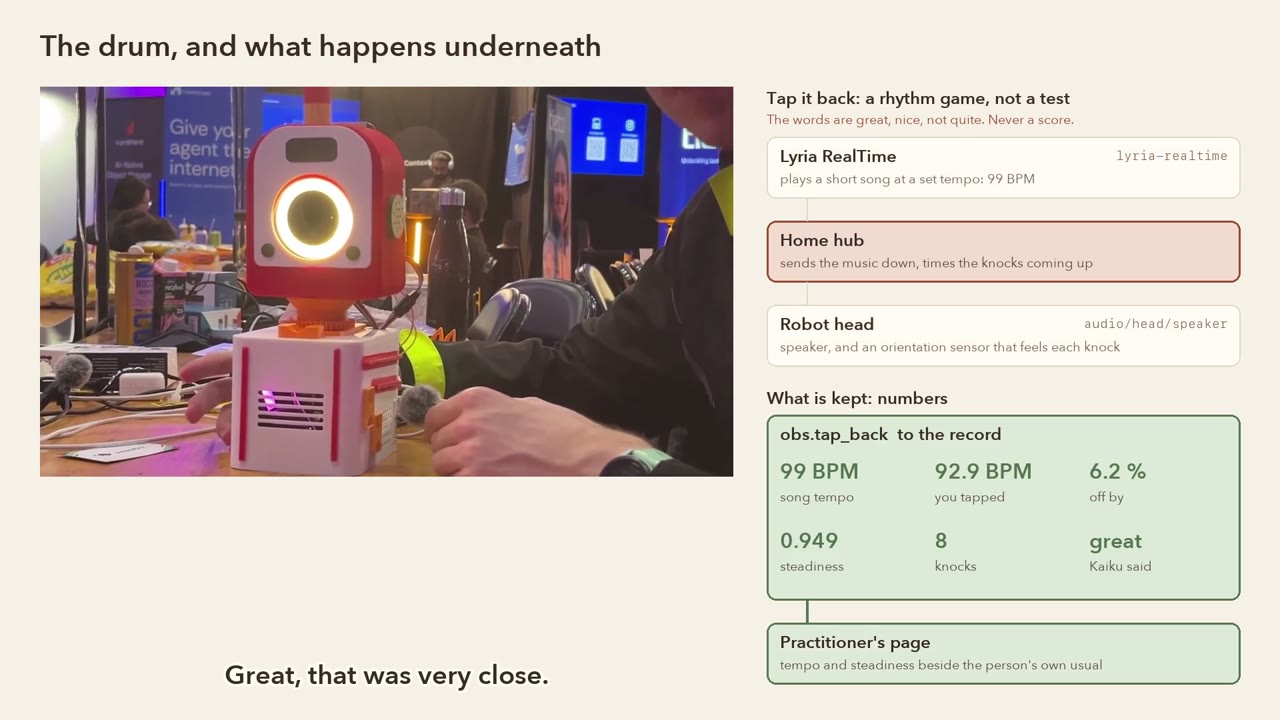 The drum, and what happens underneath
Give your
agent the
internet
Tap it back: a rhythm game, not a test
The words are great, nice, not quite. Never a score.
Lyria RealTime
lyria-realtime
plays a short song at a set tempo: 99 BPM
Home hub
sends the music down, times the knocks coming up
Robot head
audio/head/speaker
speaker, and an orientation sensor that feels each knock
What is kept: numbers
obs.tap_back to the record
99 BPM
92.9 BPM
6.2 %
song tempo
you tapped
off by
0.949
8
great
steadiness
knocks
Kaiku said
Practitioner's page
tempo and steadiness beside the person's own usual
Great, that was very close.